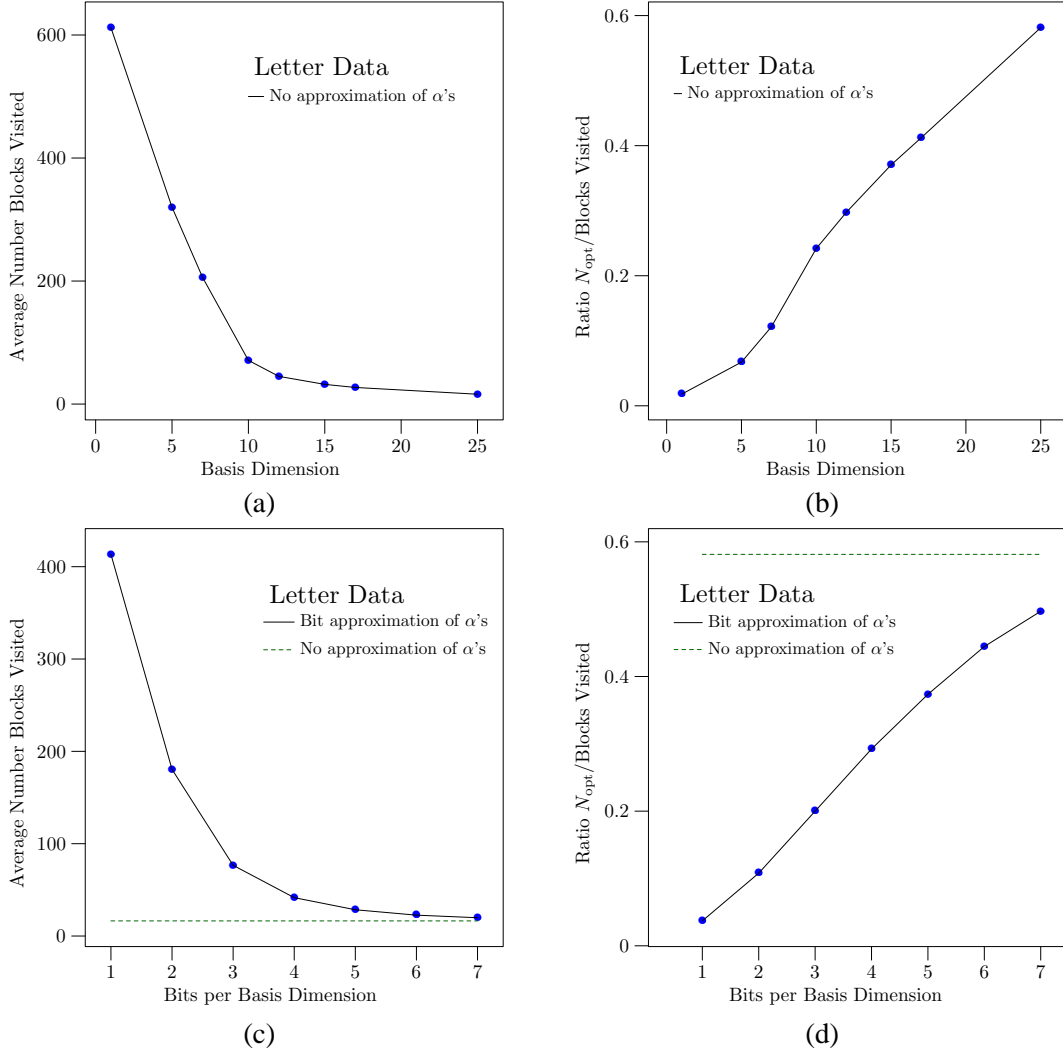 600
400
200
0
Average Number Blocks Visited
Letter Data
No approximation of α's
0 5 10 15 20 25
Basis Dimension
(a)
0.6
0.4
0.2
0
Ratio N_opt/Blocks Visited
Letter Data
No approximation of α's
0 5 10 15 20 25
Basis Dimension
(b)
400
300
200
100
0
Average Number Blocks Visited
Letter Data
Bit approximation of α's
No approximation of α's
1 2 3 4 5 6 7
Bits per Basis Dimension
(c)
0.6
0.4
0.2
0
Ratio N_opt/Blocks Visited
Letter Data
Bit approximation of α's
No approximation of α's
1 2 3 4 5 6 7
Bits per Basis Dimension
(d)